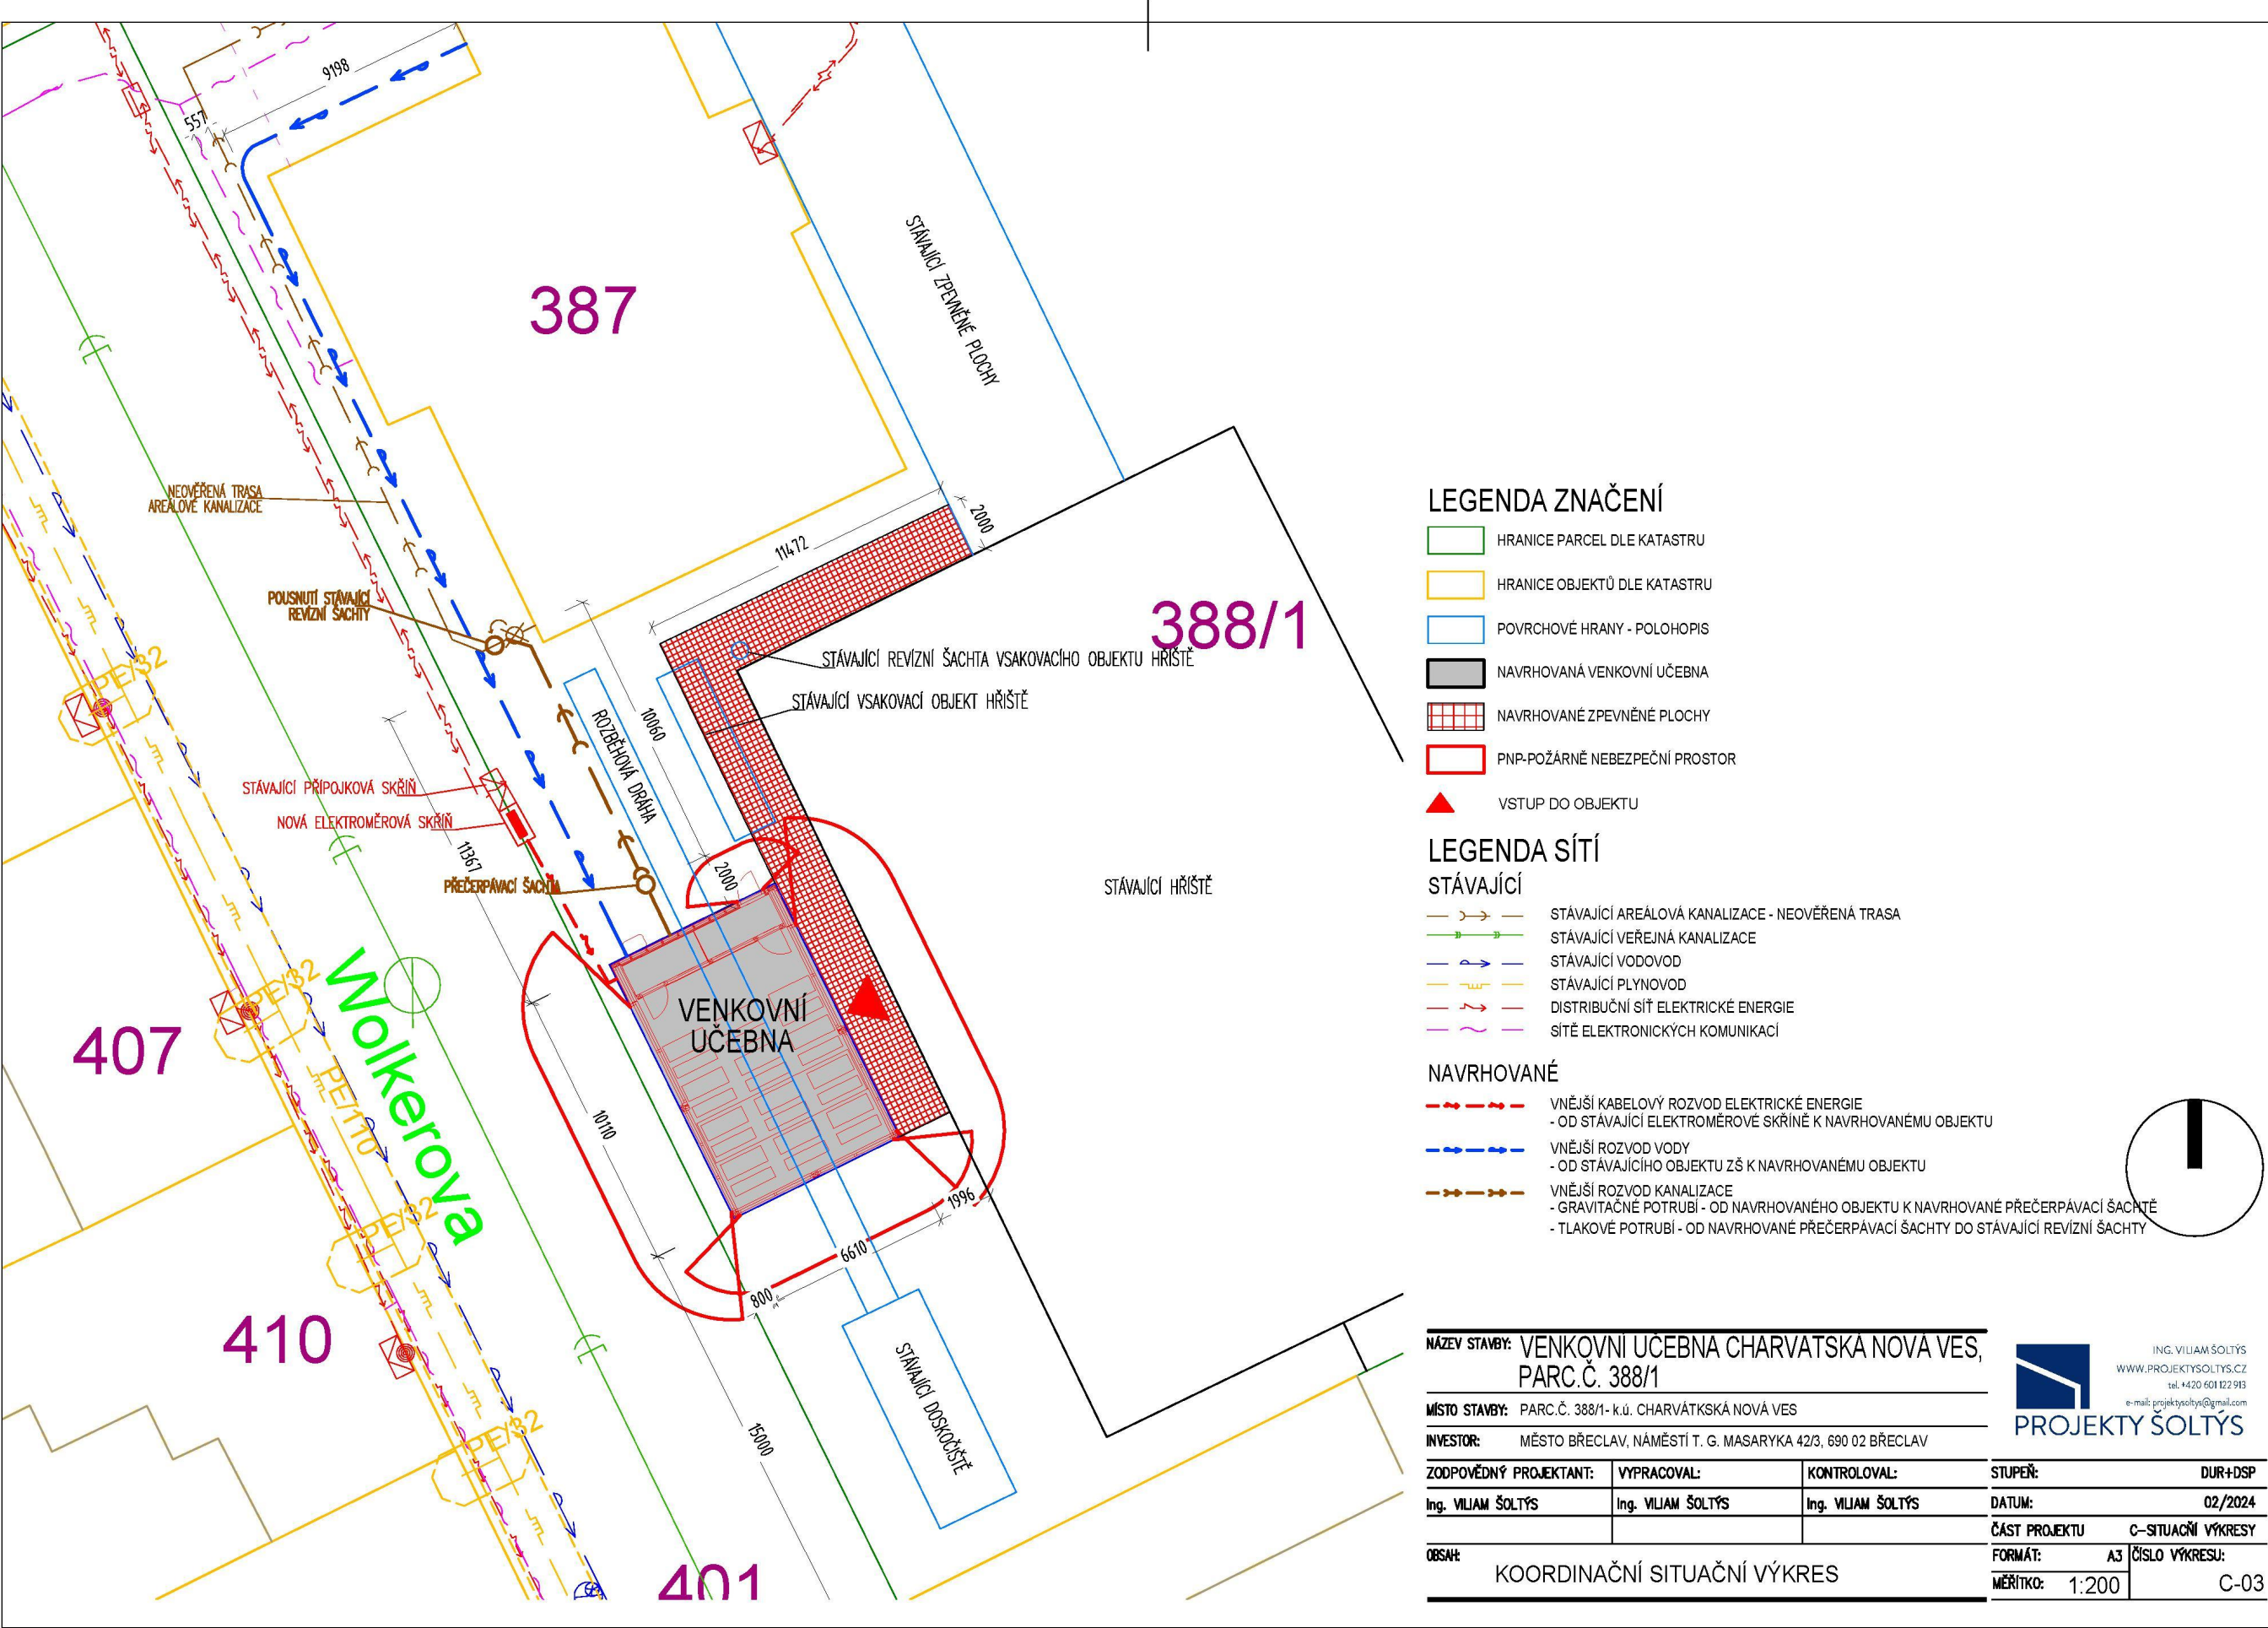 9198
557
387
STÁVAJÍCÍ ZPEVNĚNÉ PLOCHY
NEOVĚŘENÁ TRASA
AREÁLOVÉ KANALIZACE
2000
11472
POUSNUTÍ STÁVAJÍCÍ
REVÍZNÍ ŠACHTY
388/1
STÁVAJÍCÍ REVÍZNÍ ŠACHTA VSAKOVACÍHO OBJEKTU HŘIŠTĚ
STÁVAJÍCÍ VSAKOVACÍ OBJEKT HŘIŠTĚ
PE/32
10060
ROZBĚHOVÁ DRÁHA
STÁVAJÍCÍ PŘÍPOJKOVÁ SKŘÍŇ
NOVÁ ELEKTROMĚROVÁ SKŘÍŇ
11367
2000
PŘEČERPÁVACÍ ŠACHTA
STÁVAJÍCÍ HŘIŠTĚ
Wolkerova
PE/32
VENKOVNÍ
UČEBNA
407
PE/110
10110
PE/32
1996
6610
800
410
STÁVAJÍCÍ DOSKOČIŠTĚ
15000
PE/32
401
LEGENDA ZNAČENÍ
HRANICE PARCEL DLE KATASTRU
HRANICE OBJEKTŮ DLE KATASTRU
POVRCHOVÉ HRANY - POLOHOPIS
NAVRHOVANÁ VENKOVNÍ UČEBNA
NAVRHOVANÉ ZPEVNĚNÉ PLOCHY
PNP-POŽÁRNĚ NEBEZPEČNÍ PROSTOR
VSTUP DO OBJEKTU
LEGENDA SÍTÍ
STÁVAJÍCÍ
STÁVAJÍCÍ AREÁLOVÁ KANALIZACE - NEOVĚŘENÁ TRASA
STÁVAJÍCÍ VEŘEJNÁ KANALIZACE
STÁVAJÍCÍ VODOVOD
STÁVAJÍCÍ PLYNOVOD
DISTRIBUČNÍ SÍŤ ELEKTRICKÉ ENERGIE
SÍTĚ ELEKTRONICKÝCH KOMUNIKACÍ
NAVRHOVANÉ
VNĚJŠÍ KABELOVÝ ROZVOD ELEKTRICKÉ ENERGIE
- OD STÁVAJÍCÍ ELEKTROMĚROVÉ SKŘÍNĚ K NAVRHOVANÉMU OBJEKTU
VNĚJŠÍ ROZVOD VODY
- OD STÁVAJÍCÍHO OBJEKTU ZŠ K NAVRHOVANÉMU OBJEKTU
VNĚJŠÍ ROZVOD KANALIZACE
- GRAVITAČNÉ POTRUBÍ - OD NAVRHOVANÉHO OBJEKTU K NAVRHOVANÉ PŘEČERPÁVACÍ ŠACHTĚ
- TLAKOVÉ POTRUBÍ - OD NAVRHOVANÉ PŘEČERPÁVACÍ ŠACHTY DO STÁVAJÍCÍ REVÍZNÍ ŠACHTY
NÁZEV STAVBY: VENKOVNÍ UČEBNA CHARVATSKÁ NOVÁ VES,
PARC.Č. 388/1
MÍSTO STAVBY: PARC.Č. 388/1- k.ú. CHARVÁTKSKÁ NOVÁ VES
INVESTOR: MĚSTO BŘECLAV, NÁMĚSTÍ T. G. MASARYKA 42/3, 690 02 BŘECLAV
ZODPOVĚDNÝ PROJEKTANT: VYPRACOVAL: KONTROLOVAL:
Ing. VILIAM ŠOLTÝS Ing. VILIAM ŠOLTÝS Ing. VILIAM ŠOLTÝS
OBSAH:
KOORDINAČNÍ SITUAČNÍ VÝKRES
ING. VILIAM ŠOLTÝS
WWW.PROJEKTYSOLTYS.CZ
tel. +420 601 122 913
e-mail: projektysoltys@gmail.com
PROJEKTY ŠOLTÝS
STUPEŇ: DUR+DSP
DATUM: 02/2024
ČÁST PROJEKTU C-SITUAČNÍ VÝKRESY
FORMÁT: A3 ČÍSLO VÝKRESU:
MĚŘÍTKO: 1:200 C-03